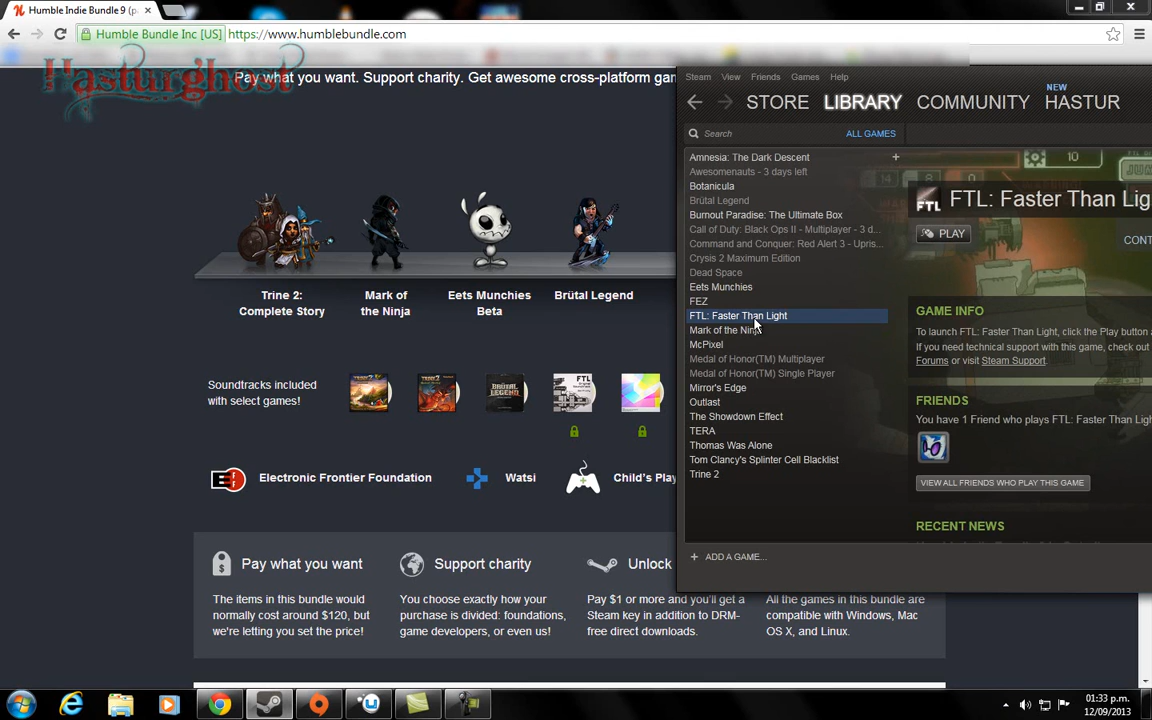 Humble Indie Bundle 9 (p
Humble Bundle Inc [US]
https://www.humblebundle.com
Hasturghost
Pay what you want. Support charity. Get awesome cross-platform gam
Trine 2:
Complete Story
Mark of
the Ninja
Eets Munchies
Beta
Brütal Legend
Soundtracks included
with select games!
Electronic Frontier Foundation
Watsi
Child's Play
Pay what you want
The items in this bundle would
normally cost around $120, but
we're letting you set the price!
Support charity
You choose exactly how your
purchase is divided: foundations,
game developers, or even us!
Unlock
Pay $1 or more and you'll get a
Steam key in addition to DRM-
free direct downloads.
All the games in this bundle are
compatible with Windows, Mac
OS X, and Linux.
Steam View Friends Games Help
STORE LIBRARY COMMUNITY NEW HASTUR
Search
ALL GAMES
Amnesia: The Dark Descent
Awesomenauts - 3 days left
Botanicula
Brütal Legend
Burnout Paradise: The Ultimate Box
Call of Duty: Black Ops II - Multiplayer - 3 d...
Command and Conquer: Red Alert 3 - Upris...
Crysis 2 Maximum Edition
Dead Space
Eets Munchies
FEZ
FTL: Faster Than Light
Mark of the Ninja
McPixel
Medal of Honor(TM) Multiplayer
Medal of Honor(TM) Single Player
Mirror's Edge
Outlast
The Showdown Effect
TERA
Thomas Was Alone
Tom Clancy's Splinter Cell Blacklist
Trine 2
+ ADD A GAME...
10
FTL
FTL: Faster Than Lig
PLAY
CONT
GAME INFO
To launch FTL: Faster Than Light, click the Play button
If you need technical support with this game, check out
Forums or visit Steam Support.
FRIENDS
You have 1 Friend who plays FTL: Faster Than Ligh
VIEW ALL FRIENDS WHO PLAY THIS GAME
RECENT NEWS
01:33 p.m.
12/09/2013